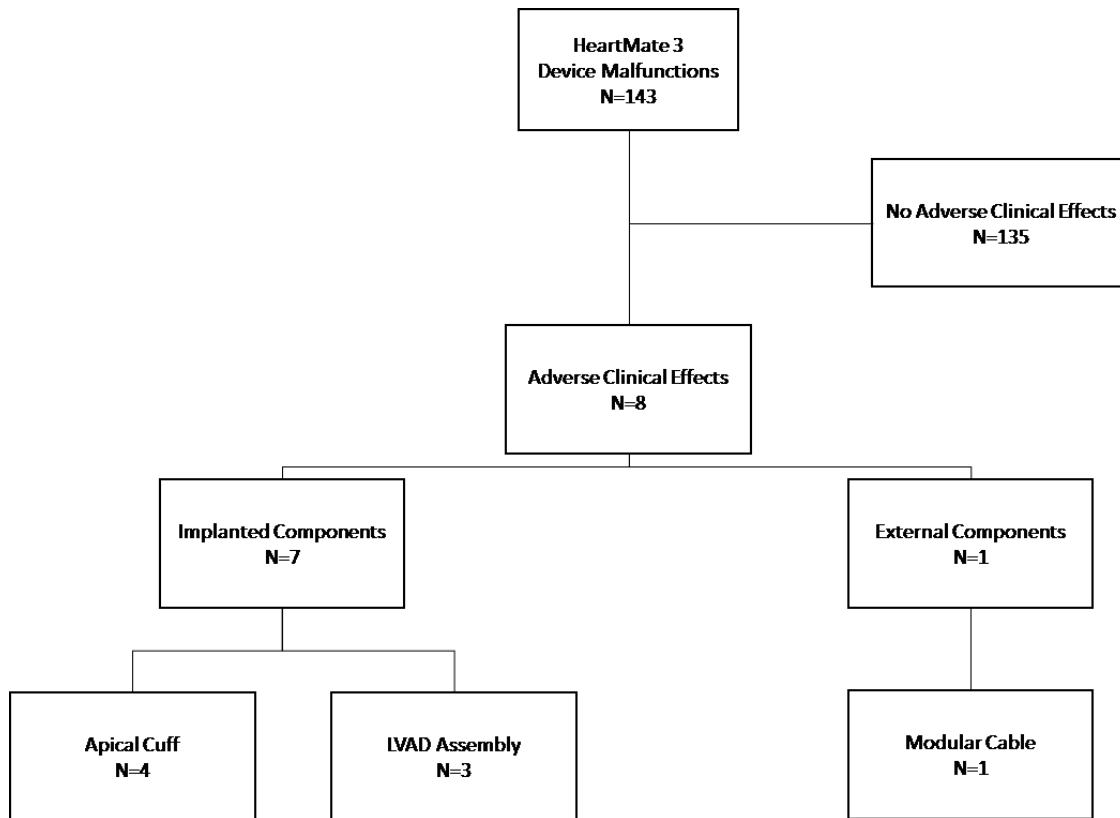 HeartMate 3
Device Malfunctions
N=143
No Adverse Clinical Effects
N=135
Adverse Clinical Effects
N=8
Implanted Components
N=7
External Components
N=1
Apical Cuff
N=4
LVAD Assembly
N=3
Modular Cable
N=1